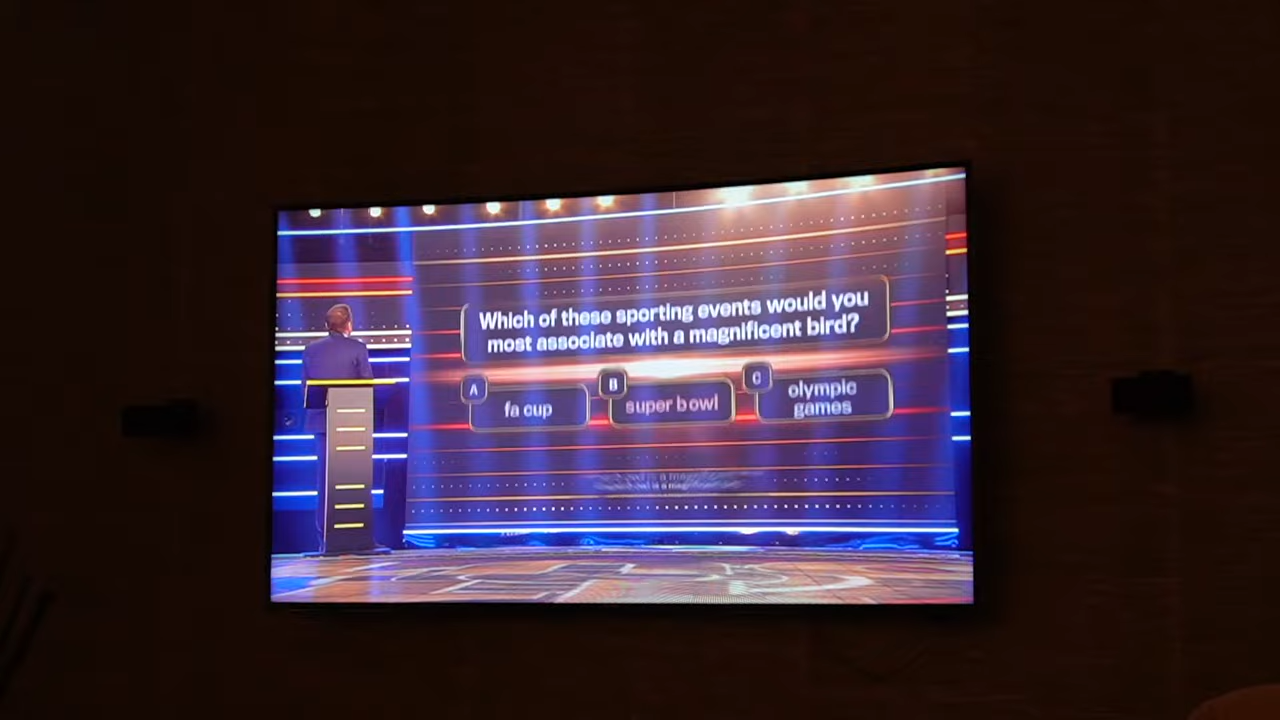 Which of these sporting events would you
most associate with a magnificent bird?
A
fa cup
B
super bowl
C
olympic
games